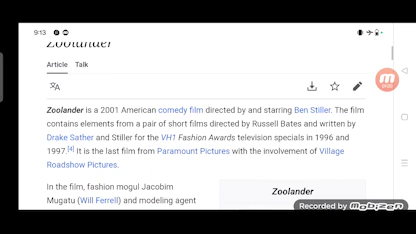 9:13
Zoolander
Article Talk
Zoolander is a 2001 American comedy film directed by and starring Ben Stiller. The film
contains elements from a pair of short films directed by Russell Bates and written by
Drake Sather and Stiller for the VH1 Fashion Awards television specials in 1996 and
1997.[4] It is the last film from Paramount Pictures with the involvement of Village
Roadshow Pictures.
In the film, fashion mogul Jacobim
Mugatu (Will Ferrell) and modeling agent
Zoolander
Recorded by MOBIZEN